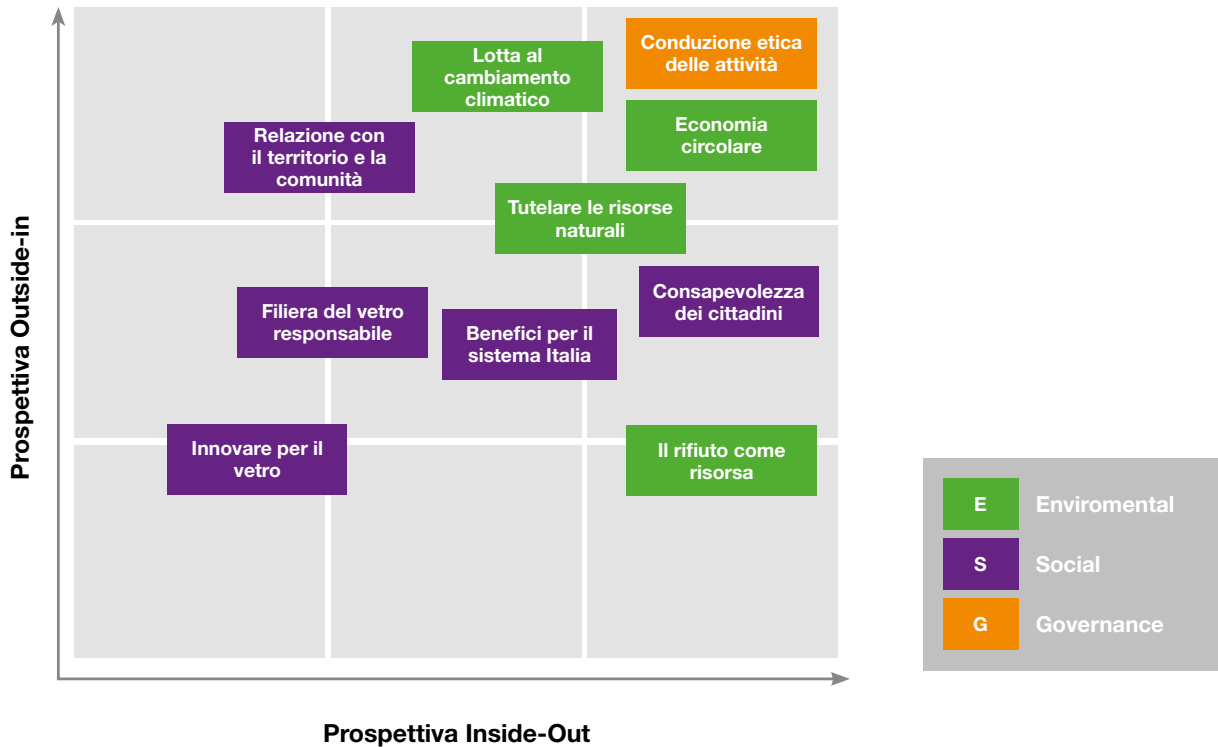 Prospettiva Outside-in
Lotta al
cambiamento
climatico
Conduzione etica
delle attività
Economia
circolare
Relazione con
il territorio e la
comunità
Tutelare le risorse
naturali
Consapevolezza
dei cittadini
Filiera del vetro
responsabile
Benefici per il
sistema Italia
Innovare per il
vetro
Il rifiuto come
risorsa
E Enviromental
S Social
G Governance
Prospettiva Inside-Out